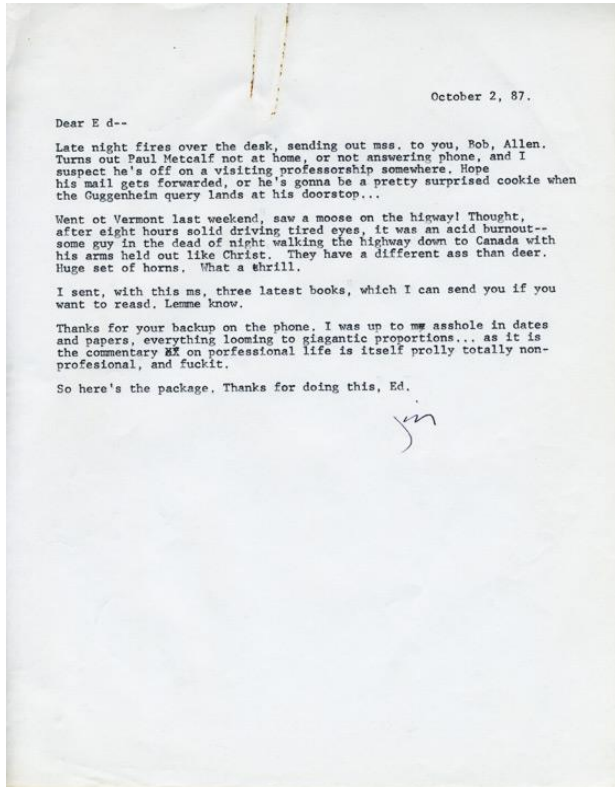 October 2, 87.
Dear E d--
Late night fires over the desk, sending out mss. to you, Bob, Allen.
Turns out Paul Metcalf not at home, or not answering phone, and I
suspect he's off on a visiting professorship somewhere. Hope
his mail gets forwarded, or he's gonna be a pretty surprised cookie when
the Guggenheim query lands at his doorstop...
Went ot Vermont last weekend, saw a moose on the higway! Thought,
after eight hours solid driving tired eyes, it was an acid burnout--
some guy in the dead of night walking the highway down to Canada with
his arms held out like Christ. They have a different ass than deer.
Huge set of horns. What a thrill.
I sent, with this ms, three latest books, which I can send you if you
want to reasd. Lemme know.
Thanks for your backup on the phone. I was up to my asshole in dates
and papers, everything looming to giagantic proportions... as it is
the commentary on porfessional life is itself prolly totally non-
profesional, and fuckit.
So here's the package. Thanks for doing this, Ed.
jim